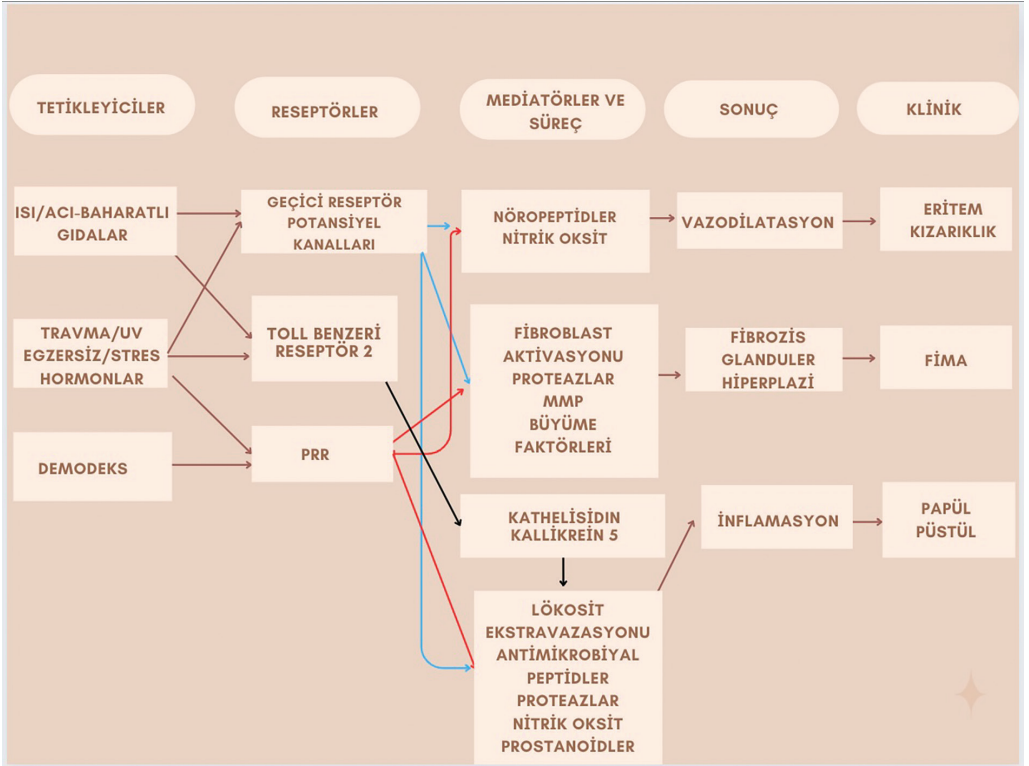 TETİKLEYİCİLER
RESEPTÖRLER
MEDİATÖRLER VE
SÜREÇ
SONUÇ
KLİNİK
ISI/ACI-BAHARATLI
GIDALAR
GEÇİCİ RESEPTÖR
POTANSİYEL
KANALLARI
NÖROPEPTİDLER
NİTRİK OKSİT
VAZODİLATASYON
ERİTEM
KIZARIKLIK
TRAVMA/UV
EGZERSİZ/STRES
HORMONLAR
TOLL BENZERİ
RESEPTÖR 2
FİBROBLAST
AKTİVASYONU
PROTEAZLAR
MMP
BÜYÜME
FAKTÖRLERİ
FİBROZİS
GLANDULER
HİPERPLAZİ
FİMA
DEMODEKS
PRR
KATHELİSİDIN
KALLİKREİN 5
İNFLAMASYON
PAPÜL
PÜSTÜL
LÖKOSİT
EKSTRAVAZASYONU
ANTİMİKROBİYAL
PEPTİDLER
PROTEAZLAR
NİTRİK OKSİT
PROSTANOİDLER